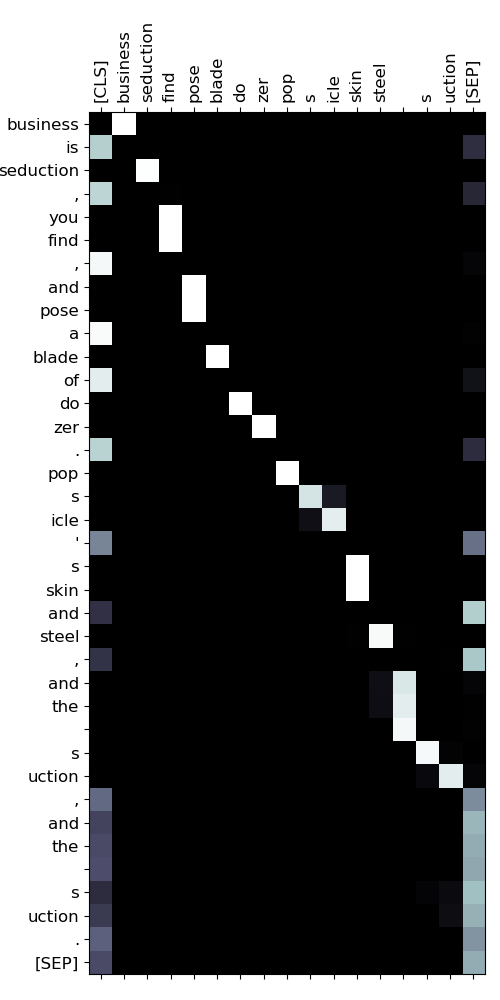 [CLS]
business
seduction
find
pose
blade
do
zer
pop
s
icle
skin
steel
s
uction
[SEP]
business
is
seduction
,
you
find
,
and
pose
a
blade
of
do
zer
.
pop
s
icle
'
s
skin
and
steel
,
and
the
s
uction
,
and
the
s
uction
.
[SEP]